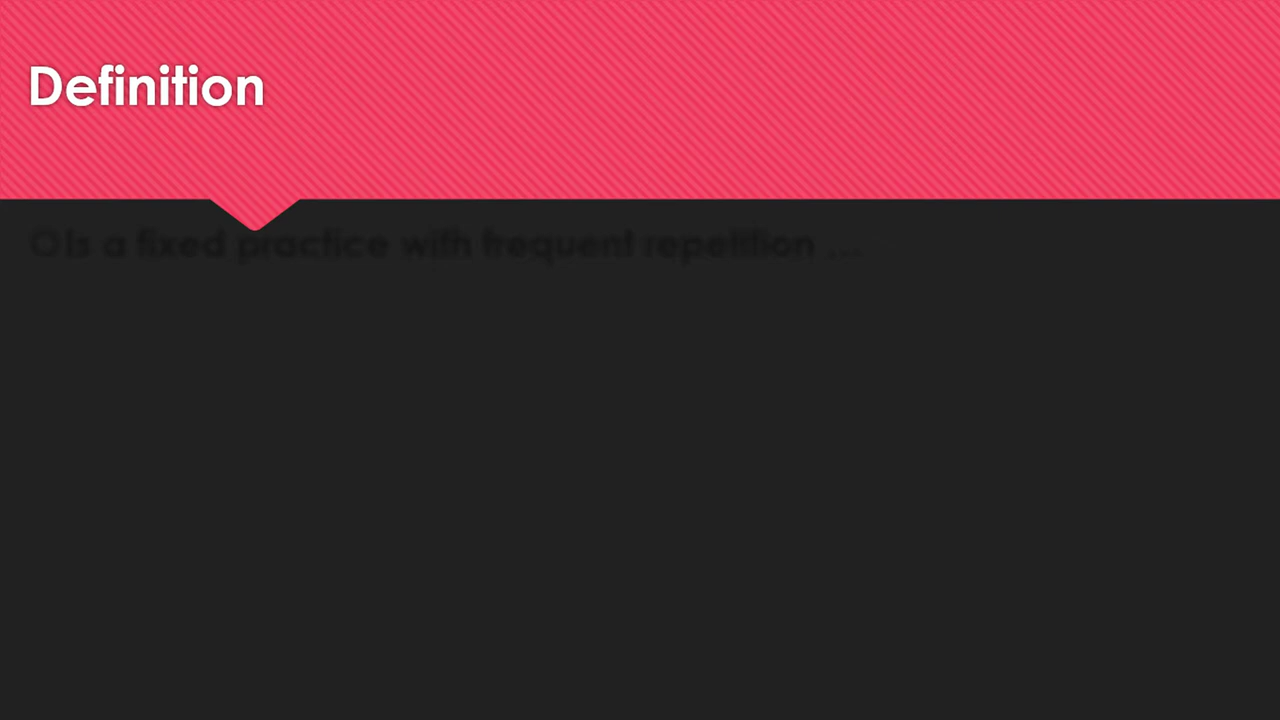 Definition
Is a fixed practice with frequent repetition ...